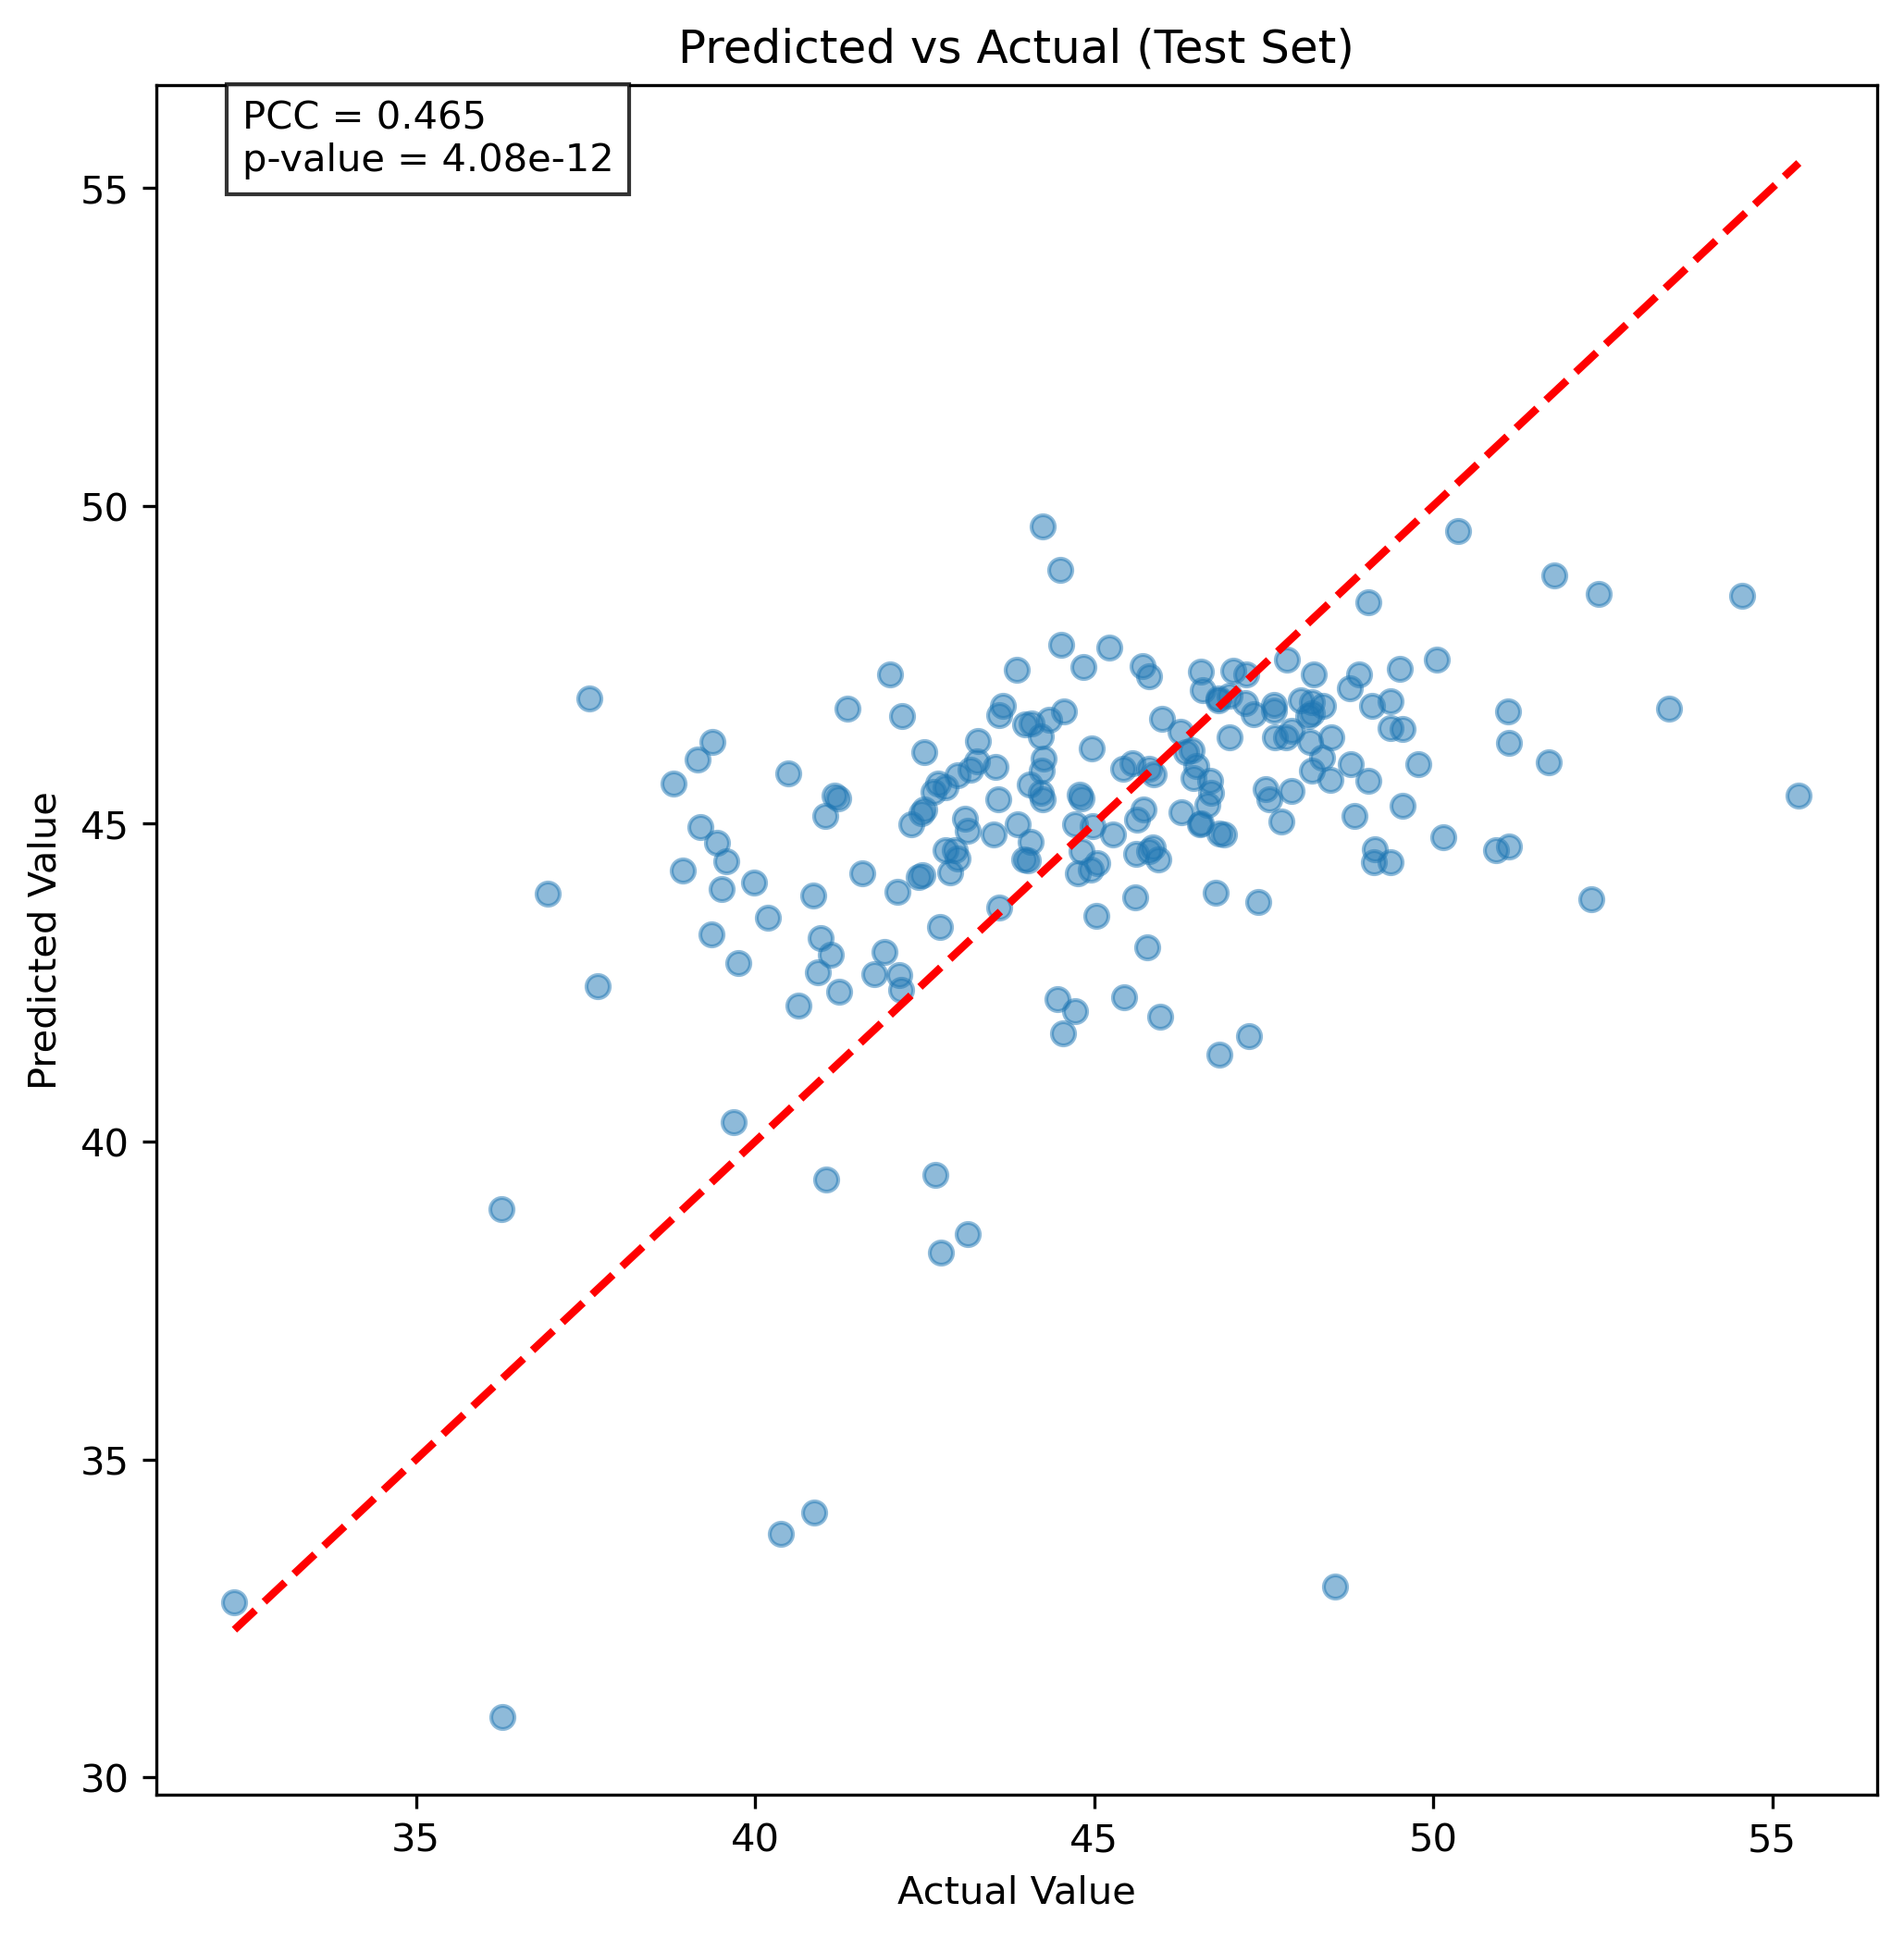 Predicted vs Actual (Test Set)
PCC = 0.465
p-value = 4.08e-12
55
50
45
40
35
30
Predicted Value
35 40 45 50 55
Actual Value